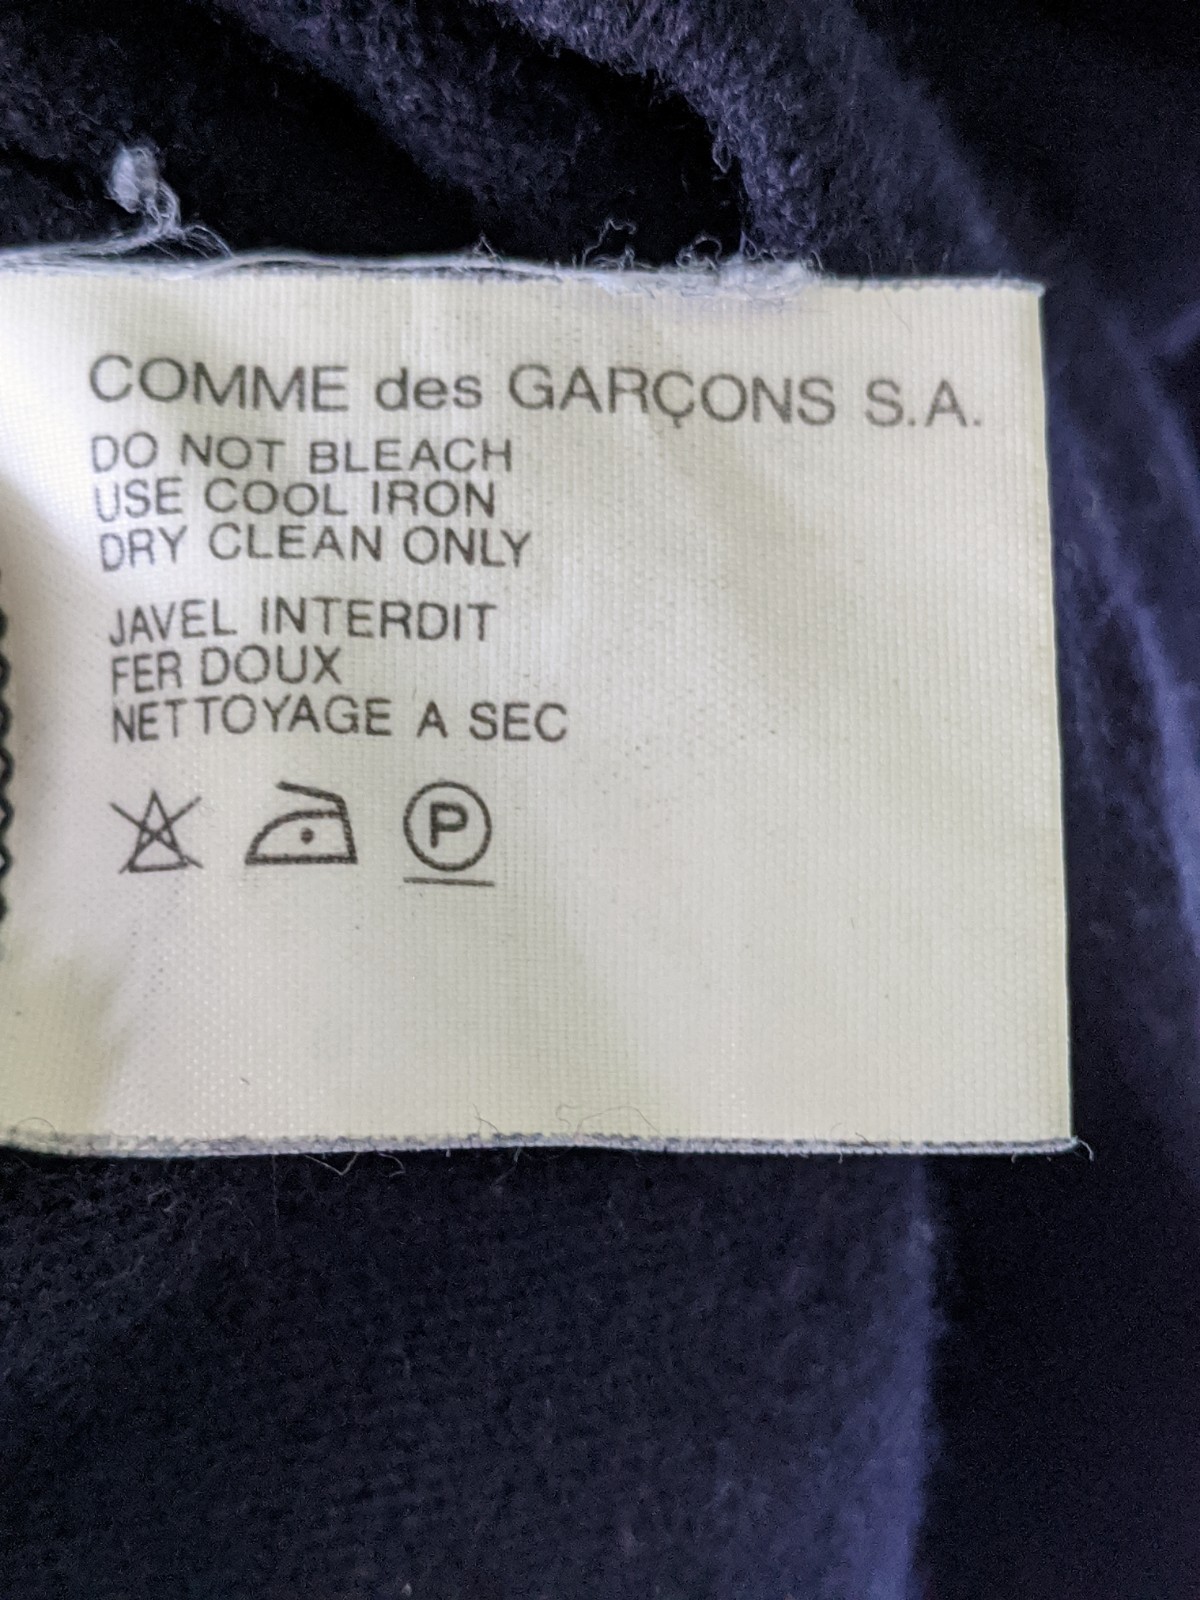 COMME des GARÇONS S.A.
DO NOT BLEACH
USE COOL IRON
DRY CLEAN ONLY
JAVEL INTERDIT
FER DOUX
NETTOYAGE A SEC
P